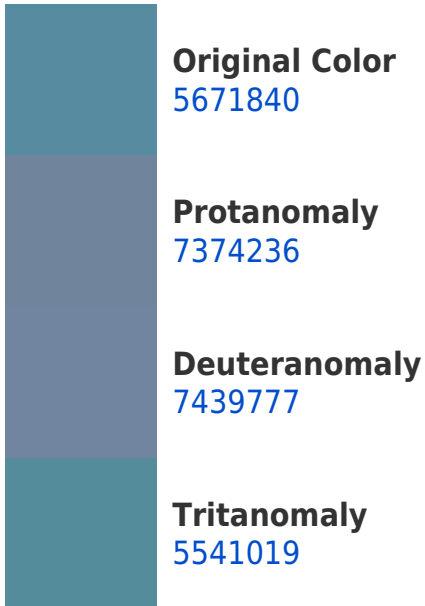 Original Color
5671840
Protanomaly
7374236
Deuteranomaly
7439777
Tritanomaly
5541019